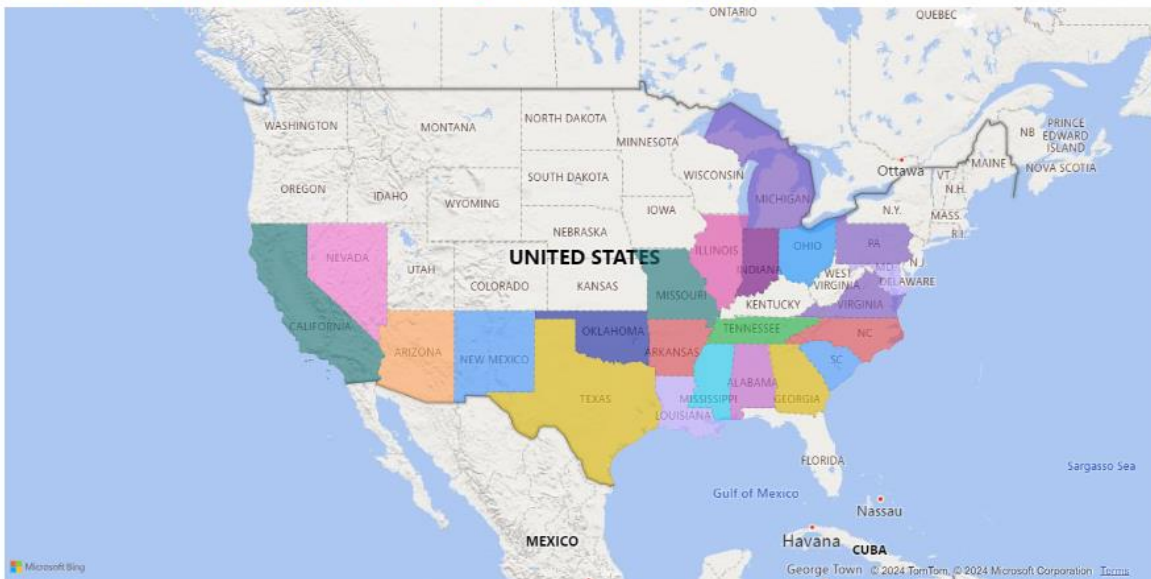 ONTARIO
QUEBEC
WASHINGTON
MONTANA
NORTH DAKOTA
MINNESOTA
NB
PRINCE
EDWARD
ISLAND
NOVA SCOTIA
MAINE
Ottawa
VT.
N.H.
OREGON
IDAHO
SOUTH DAKOTA
WISCONSIN
WYOMING
MICHIGAN
N.Y.
MASS.
R.I.
IOWA
NEBRASKA
UNITED STATES
NEVADA
UTAH
COLORADO
KANSAS
ILLINOIS
INDIANA
OHIO
PA
N.J.
MD
DELAWARE
WEST
VIRGINIA
MISSOURI
KENTUCKY
VIRGINIA
CALIFORNIA
ARIZONA
NEW MEXICO
OKLAHOMA
ARKANSAS
TENNESSEE
NC
SC
TEXAS
MISSISSIPPI
ALABAMA
GEORGIA
LOUISIANA
FLORIDA
Sargasso Sea
Gulf of Mexico
Nassau
MEXICO
Havana
CUBA
George Town
Microsoft Bing
© 2024 TomTom, © 2024 Microsoft Corporation Terms